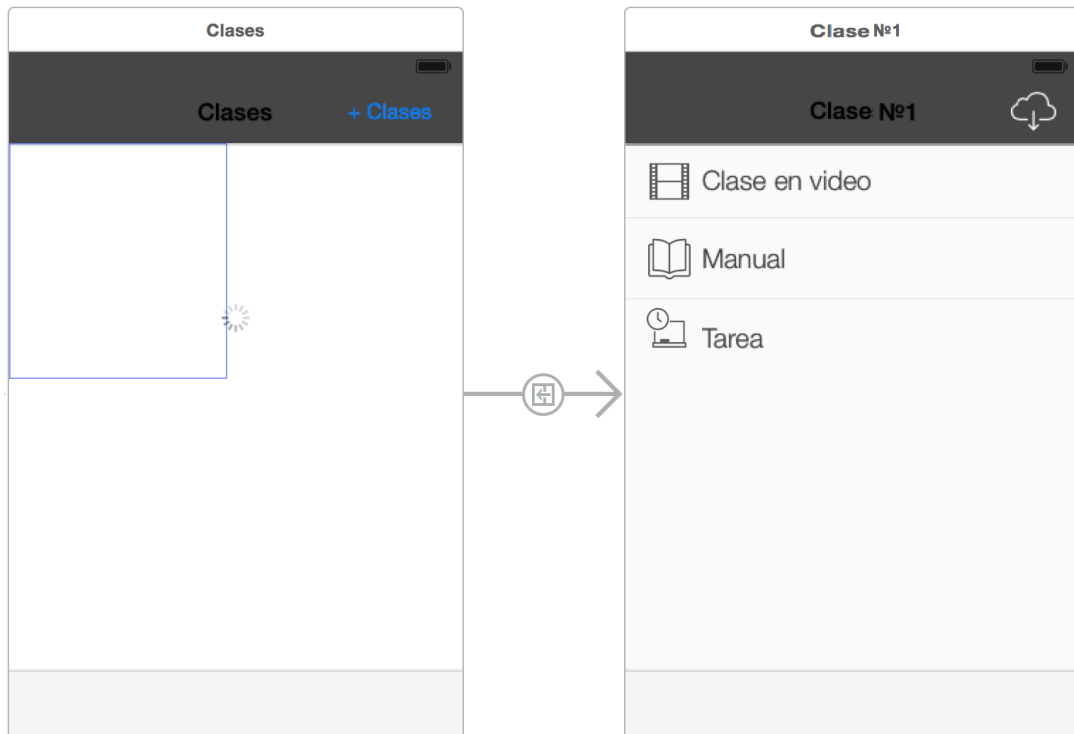 Clases
Clases
+ Clases
Clase №1
Clase №1
Clase en video
Manual
Tarea